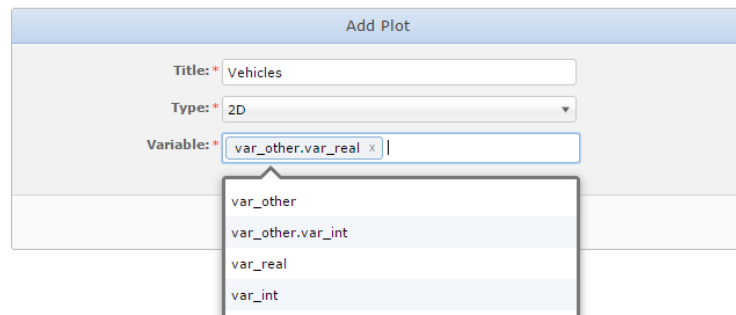 Add Plot
Title: * Vehicles
Type: * 2D
Variable: * var_other.var_real x
var_other
var_other.var_int
var_real
var_int